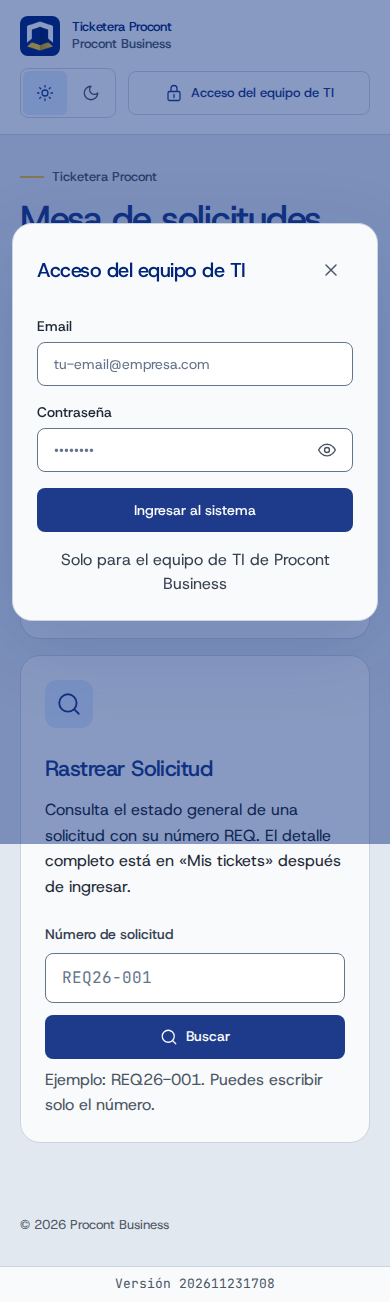 Ticketera Procont
Procont Business
Acceso del equipo de TI
Ticketera Procont
Mesa de solicitudes
Acceso del equipo de TI
Email
tu-email@empresa.com
Contraseña
••••••••
Ingresar al sistema
Solo para el equipo de TI de Procont
Business
Rastrear Solicitud
Consulta el estado general de una
solicitud con su número REQ. El detalle
completo está en «Mis tickets» después
de ingresar.
Número de solicitud
REQ26-001
Buscar
Ejemplo: REQ26-001. Puedes escribir
solo el número.
© 2026 Procont Business
Versión 202611231708